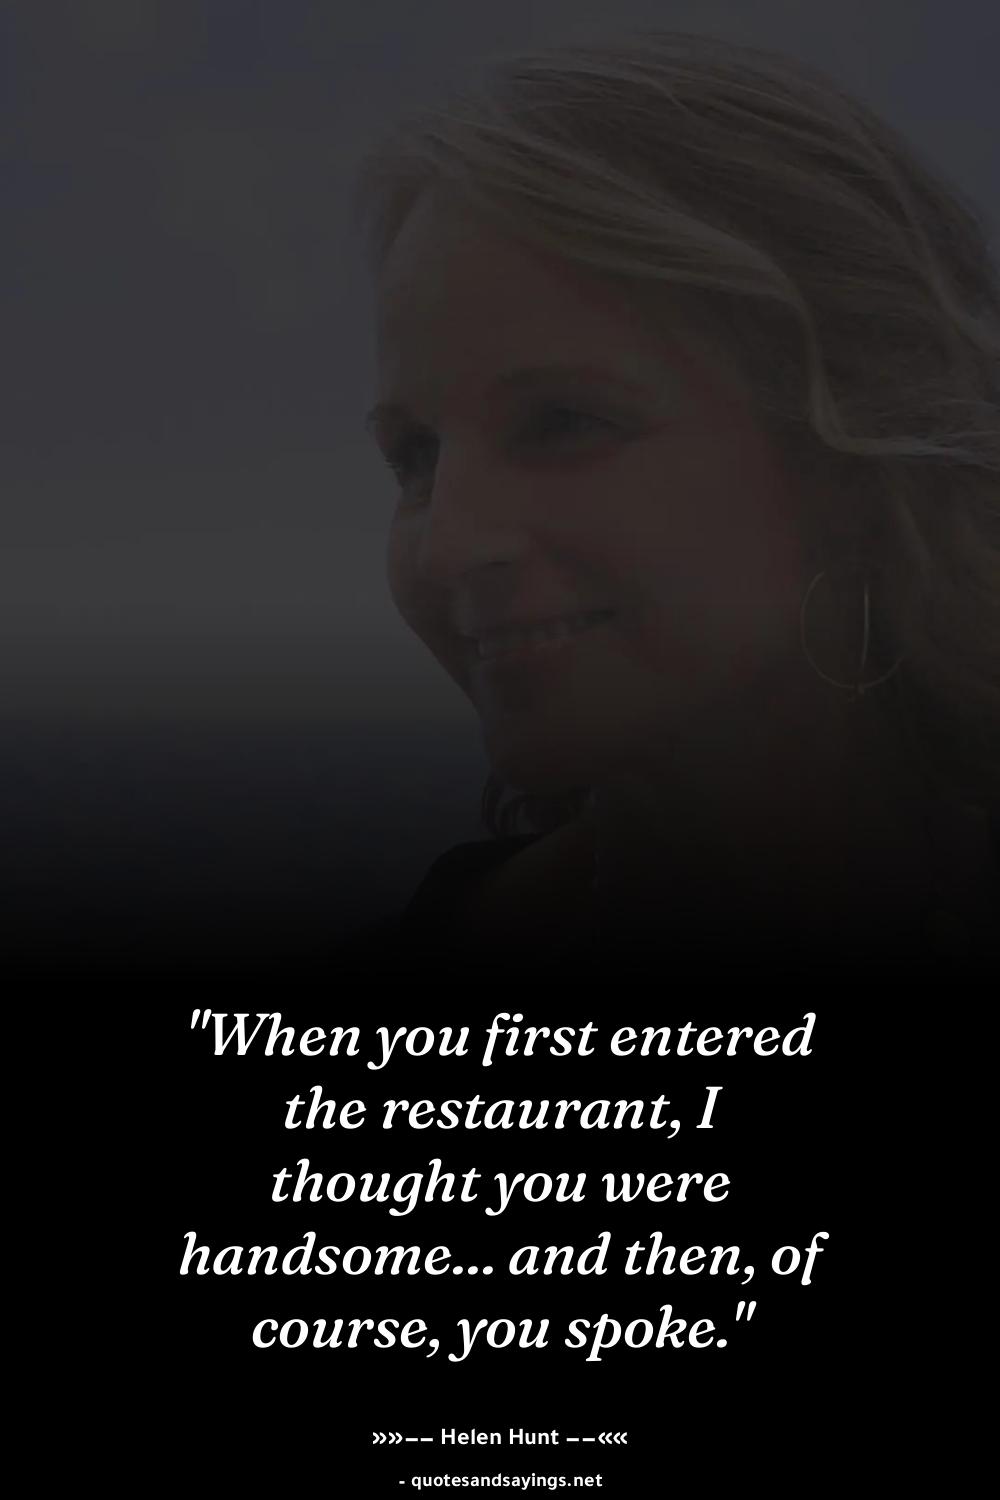 "When you first entered
the restaurant, I
thought you were
handsome... and then, of
course, you spoke."
»»–– Helen Hunt ––««
- quotesandsayings.net